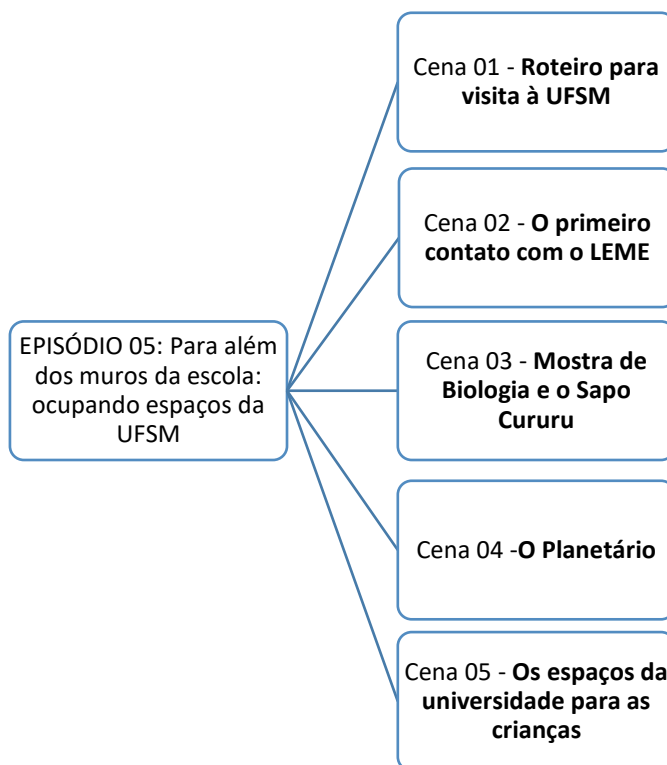 Cena 01 - Roteiro para
visita à UFSM
Cena 02 - O primeiro
contato com o LEME
EPISÓDIO 05: Para além
dos muros da escola:
ocupando espaços da
UFSM
Cena 03 - Mostra de
Biologia e o Sapo
Cururu
Cena 04 -O Planetário
Cena 05 - Os espaços da
universidade para as
crianças